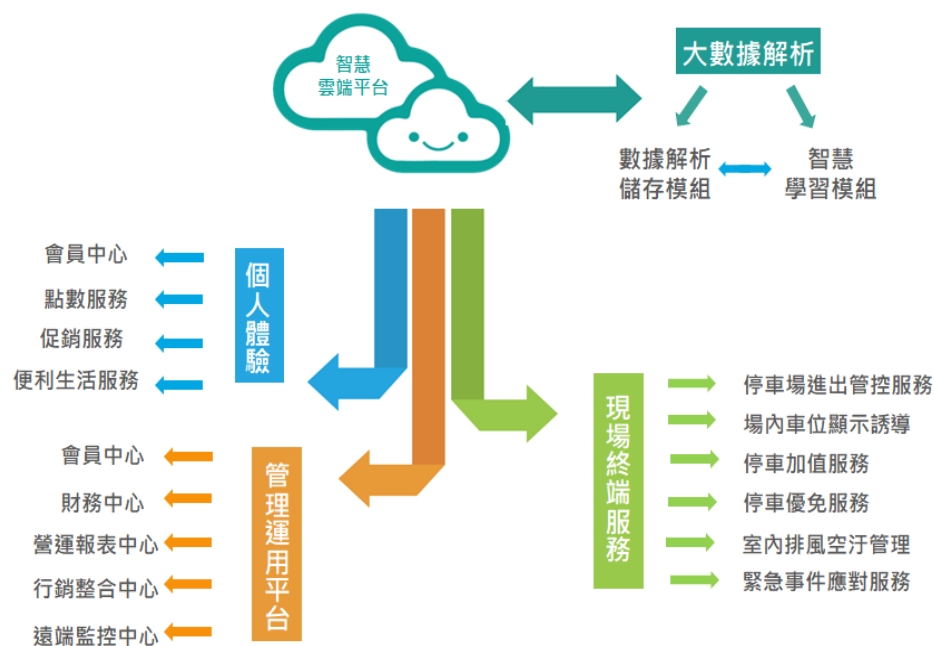 智慧
雲端平台
大數據解析
數據解析
儲存模組
智慧
學習模組
個人體驗
會員中心
點數服務
促銷服務
便利生活服務
管理運用平台
會員中心
財務中心
營運報表中心
行銷整合中心
遠端監控中心
現場終端服務
停車場進出管控服務
場內車位顯示誘導
停車加值服務
停車優免服務
室內排風空汙管理
緊急事件應對服務